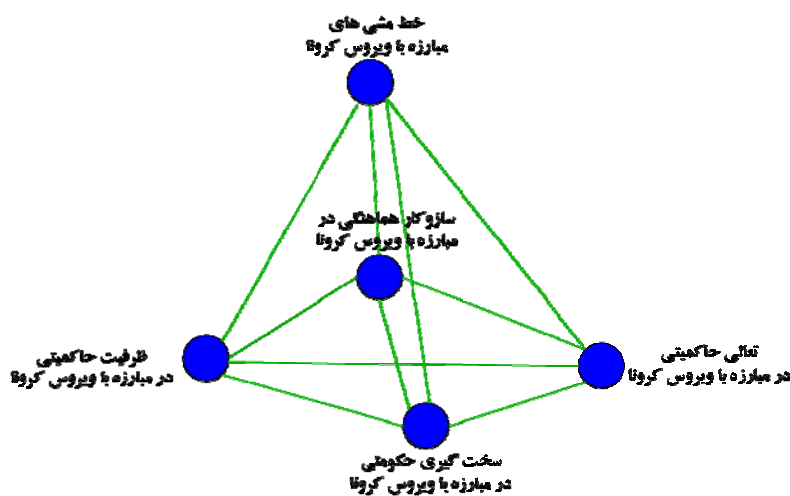 خط مشی های
مبارزه با ویروس کرونا
سازوکار هماهنگی در
مبارزه با ویروس کرونا
ظرفیت حاکمیتی
در مبارزه با ویروس کرونا
تعالی حاکمیتی
در مبارزه با ویروس کرونا
سخت گیری حکومتی
در مبارزه با ویروس کرونا